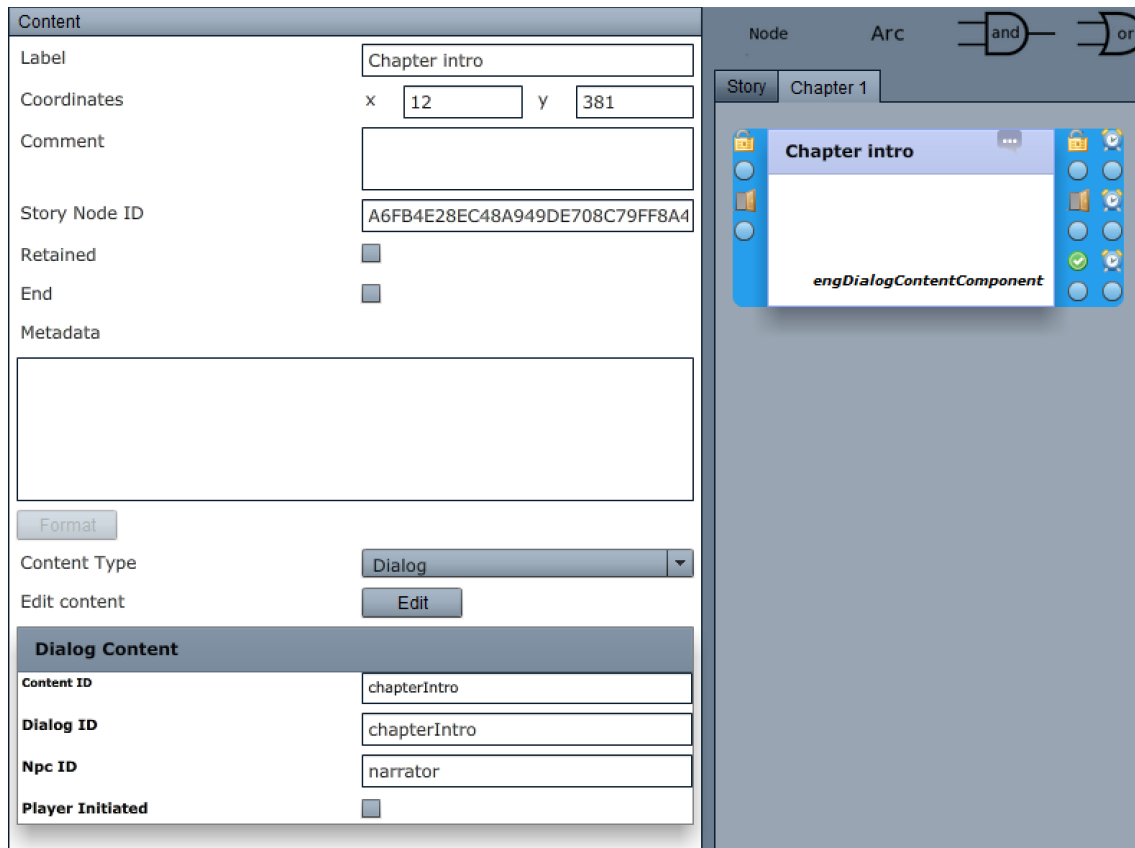 Content
Label
Chapter intro
Coordinates
x
12
y
381
Comment
Story Node ID
A6FB4E28EC48A949DE708C79FF8A4
Retained
End
Metadata
Format
Content Type
Dialog
Edit content
Edit
Dialog Content
Content ID
chapterIntro
Dialog ID
chapterIntro
Npc ID
narrator
Player Initiated
Node
Arc
and
or
Story
Chapter 1
Chapter intro
engDialogContentComponent